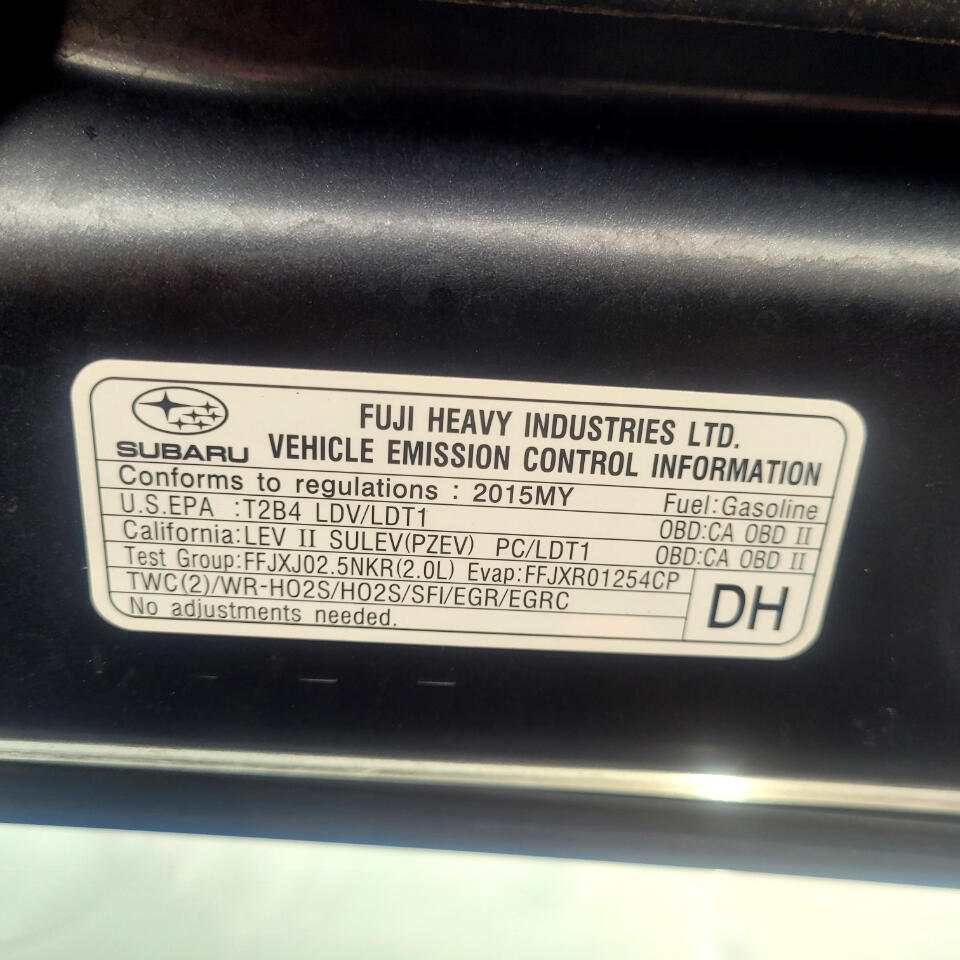 FUJI HEAVY INDUSTRIES LTD.
SUBARU VEHICLE EMISSION CONTROL INFORMATION
Conforms to regulations : 2015MY Fuel:Gasoline
U.S.EPA :T2B4 LDV/LDT1 OBD:CA OBD II
California:LEV II SULEV(PZEV) PC/LDT1 OBD:CA OBD II
Test Group:FFJXJ02.5NKR(2.0L) Evap:FFJXR01254CP
TWC(2)/WR-HO2S/HO2S/SFI/EGR/EGRC DH
No adjustments needed.